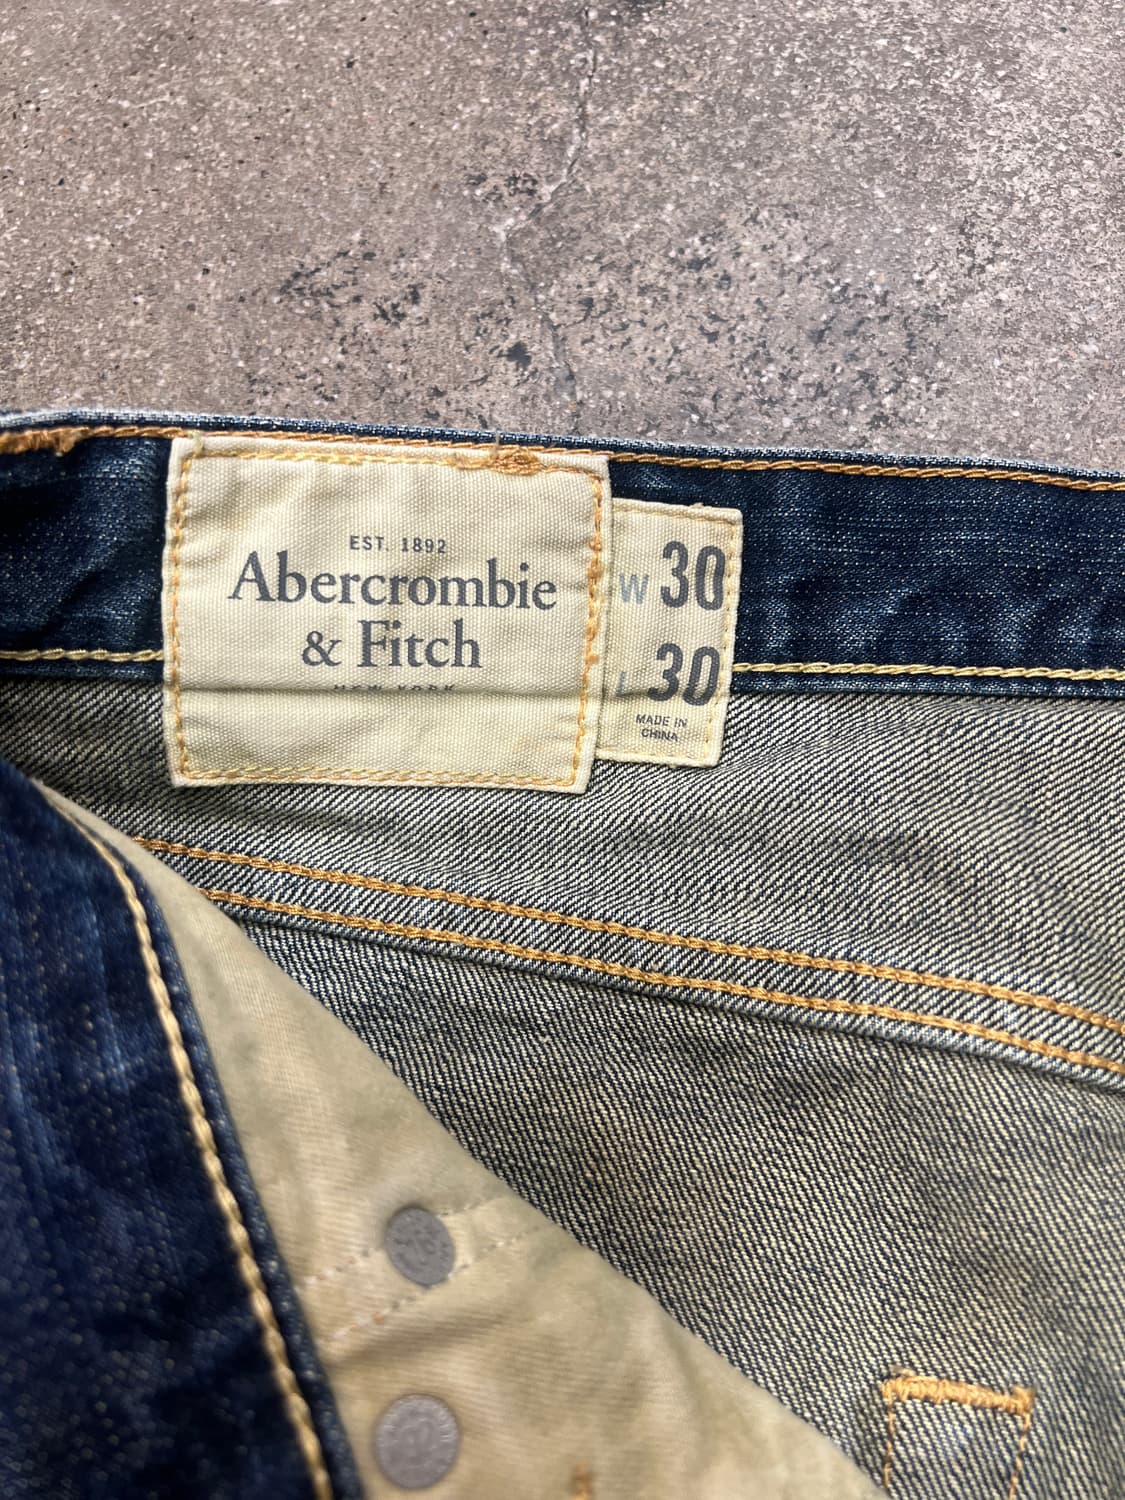 EST. 1892
Abercrombie
& Fitch
NEW YORK
W 30
L 30
MADE IN
CHINA